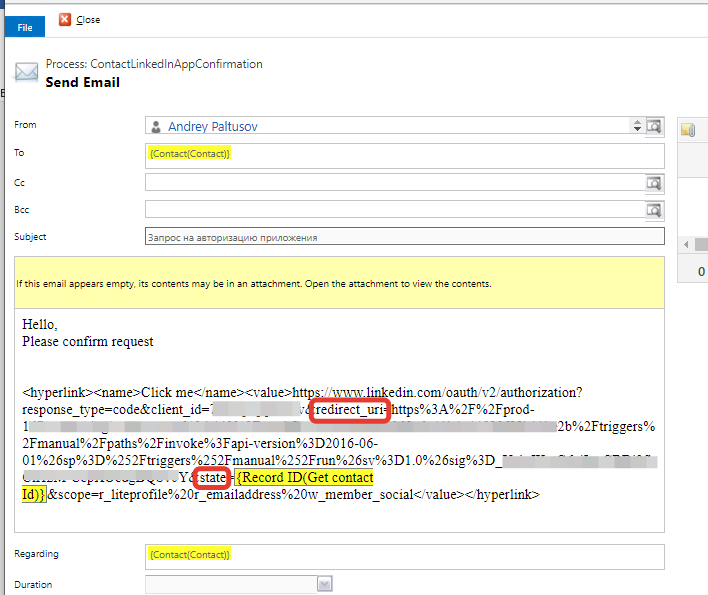 File
Close
Process: ContactLinkedInAppConfirmation
Send Email
From
Andrey Paltusov
To
{Contact(Contact)}
Cc
Bcc
Subject
Запрос на авторизацию приложения
If this email appears empty, its contents may be in an attachment. Open the attachment to view the contents.
Hello,
Please confirm request
<hyperlink><name>Click me</name><value>https://www.linkedin.com/oauth/v2/authorization?
response_type=code&client_id=7 &redirect_uri=https%3A%2F%2Fprod-
2b%2Ftriggers%
2Fmanual%2Fpaths%2Finvoke%3Fapi-version%3D2016-06-
01%26sp%3D%252Ftriggers%252Fmanual%252Frun%26sv%3D1.0%26sig%3D_
&state={Record ID(Get contact
Id)}&scope=r_liteprofile%20r_emailaddress%20w_member_social</value></hyperlink>
Regarding
{Contact(Contact)}
Duration
0